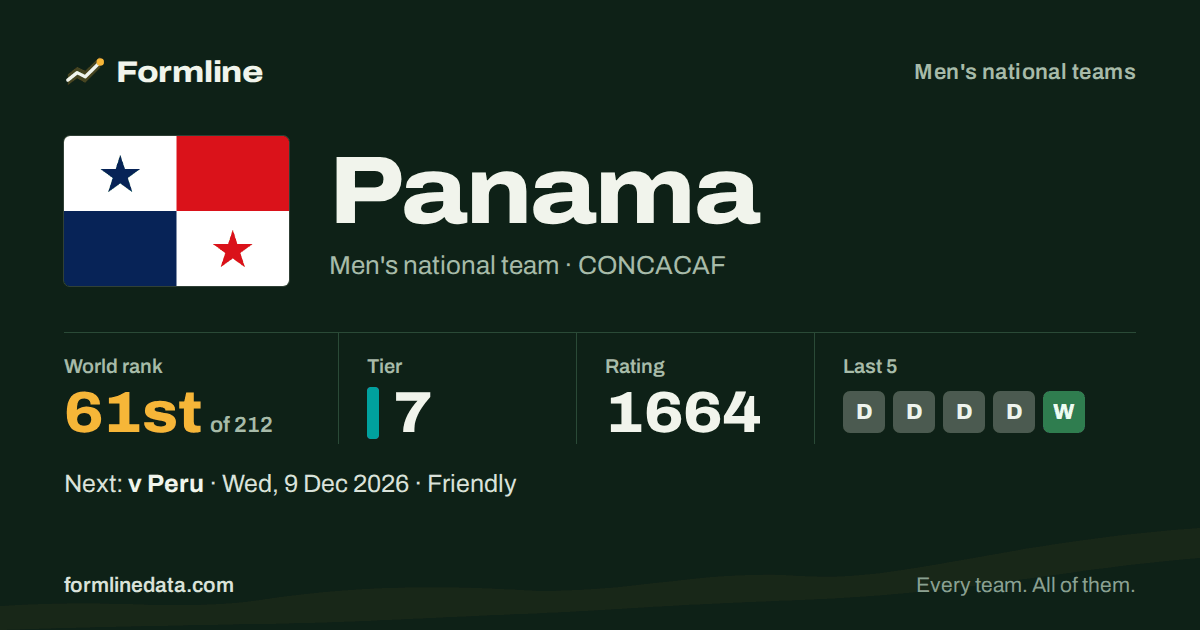 Formline
Men's national teams
Panama
Men's national team · CONCACAF
World rank
61st of 212
Tier
7
Rating
1664
Last 5
D D D D W
Next: v Peru · Wed, 9 Dec 2026 · Friendly
formlinedata.com
Every team. All of them.